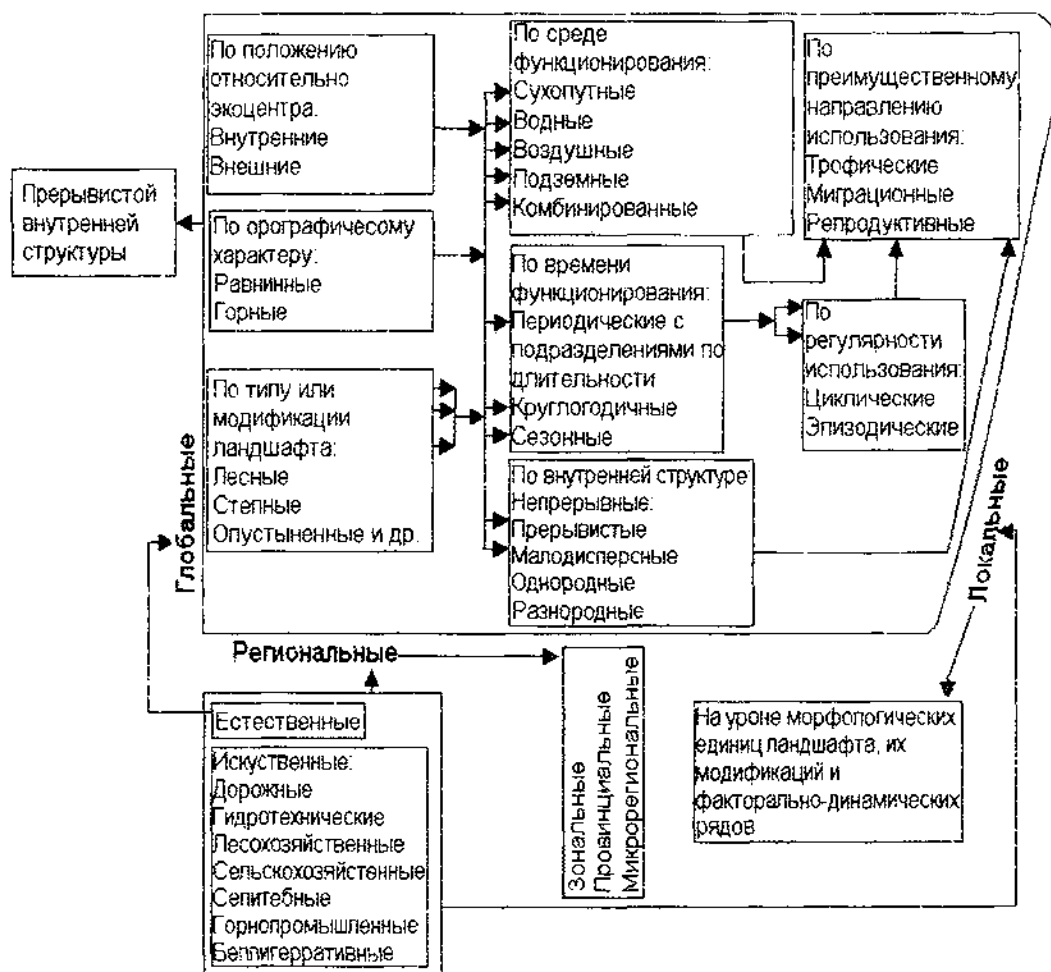 По положению
относительно
экоцентра.
Внутренние
Внешние
Прерывистой
внутренней
структуры
По орографичесому
характеру:
Равнинные
Горные
По типу или
модификации
ландшафта:
Лесные
Степные
Опустыненные и др.
По среде
функционирования:
Сухопутные
Водные
Воздушные
Подземные
Комбинированные
По времени
функционирования:
Периодические с
подразделениями по
длительности
Круглогодичные
Сезонные
По внутренней структуре
Непрерывные:
Прерывистые
Малодисперсные
Однородные
Разнородные
По
преимущественному
направлению
использования:
Трофические
Миграционные
Репродуктивные
По
регулярности
использования:
Циклические
Эпизодические
Глобальные
Локальные
Региональные
Зональные
Провинциальные
Микрорегиональные
Естественные
Искуственные:
Дорожные
Гидротехнические
Лесохозяйственные
Сельскохозяйстенные
Селитебные
Горнопромышленные
Беллигерративные
На уроне морфологических
единиц ландшафта, их
модификаций и
факторально-динамических
рядов